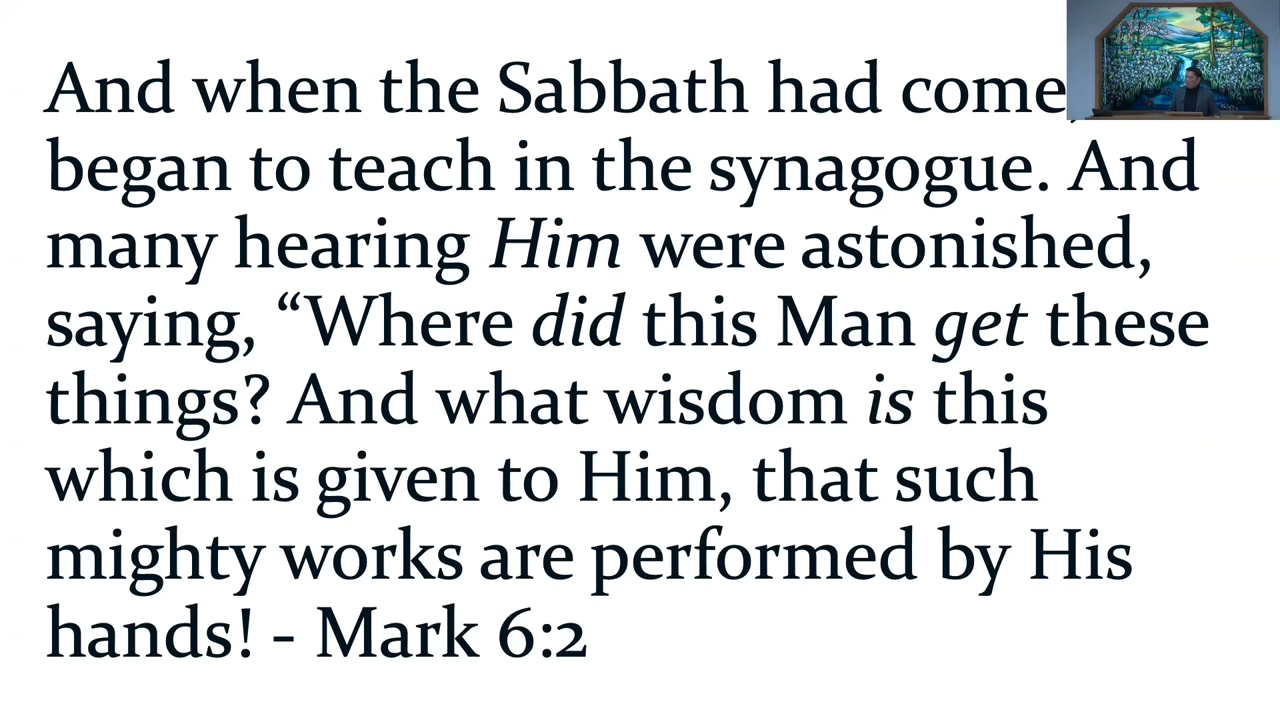 And when the Sabbath had come,
began to teach in the synagogue. And
many hearing Him were astonished,
saying, “Where did this Man get these
things? And what wisdom is this
which is given to Him, that such
mighty works are performed by His
hands! - Mark 6:2